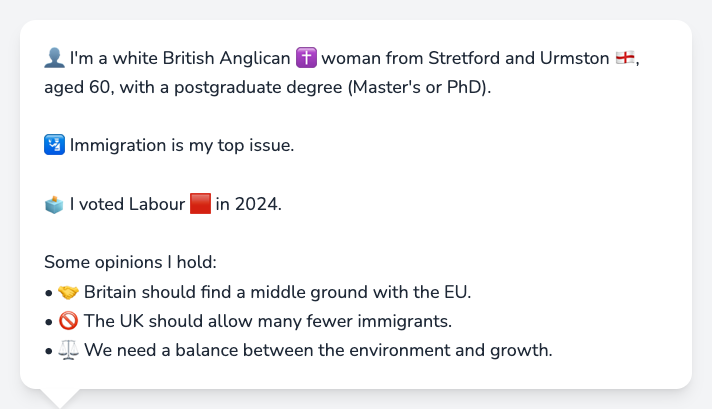 👤 I'm a white British Anglican ✝️ woman from Stretford and Urmston 🏴󠁧󠁢󠁥󠁮󠁧󠁿,
aged 60, with a postgraduate degree (Master's or PhD).
🛂 Immigration is my top issue.
🗳️ I voted Labour 🟥 in 2024.
Some opinions I hold:
• 🤝 Britain should find a middle ground with the EU.
• 🚫 The UK should allow many fewer immigrants.
• ⚖️ We need a balance between the environment and growth.